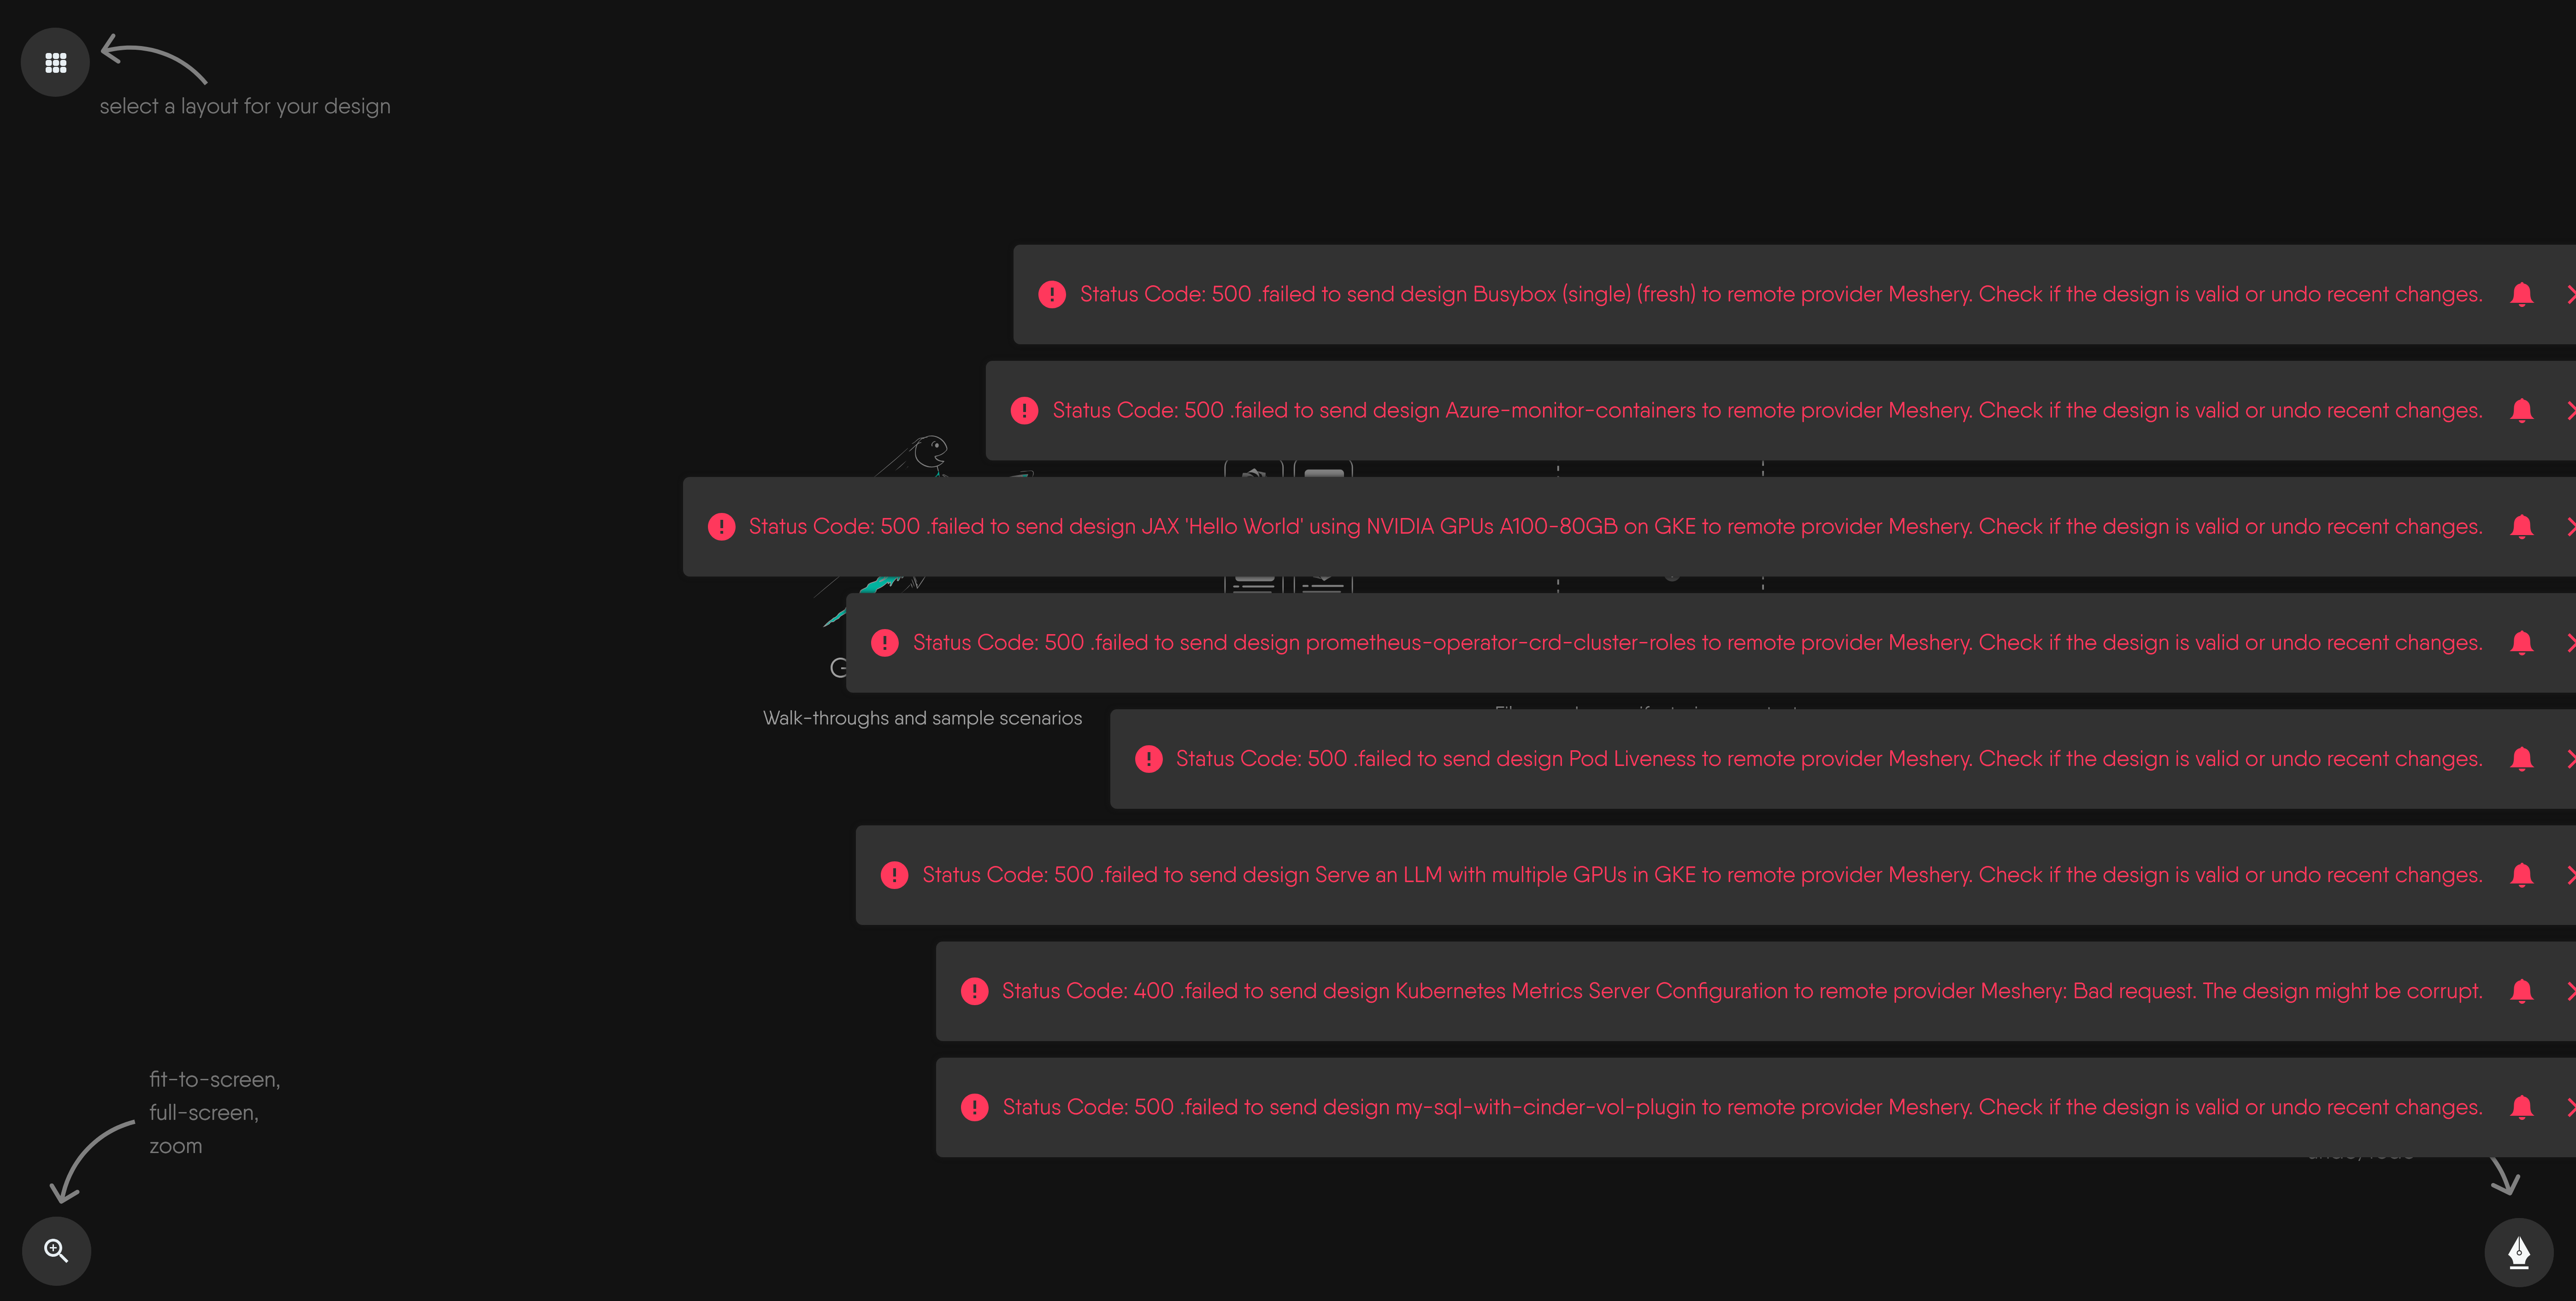 select a layout for your design
Status Code: 500 .failed to send design Busybox (single) (fresh) to remote provider Meshery. Check if the design is valid or undo recent changes.
Status Code: 500 .failed to send design Azure-monitor-containers to remote provider Meshery. Check if the design is valid or undo recent changes.
Status Code: 500 .failed to send design JAX 'Hello World' using NVIDIA GPUs A100-80GB on GKE to remote provider Meshery. Check if the design is valid or undo recent changes.
Status Code: 500 .failed to send design prometheus-operator-crd-cluster-roles to remote provider Meshery. Check if the design is valid or undo recent changes.
G
Walk-throughs and sample scenarios
Status Code: 500 .failed to send design Pod Liveness to remote provider Meshery. Check if the design is valid or undo recent changes.
Status Code: 500 .failed to send design Serve an LLM with multiple GPUs in GKE to remote provider Meshery. Check if the design is valid or undo recent changes.
Status Code: 400 .failed to send design Kubernetes Metrics Server Configuration to remote provider Meshery: Bad request. The design might be corrupt.
Status Code: 500 .failed to send design my-sql-with-cinder-vol-plugin to remote provider Meshery. Check if the design is valid or undo recent changes.
fit-to-screen,
full-screen,
zoom